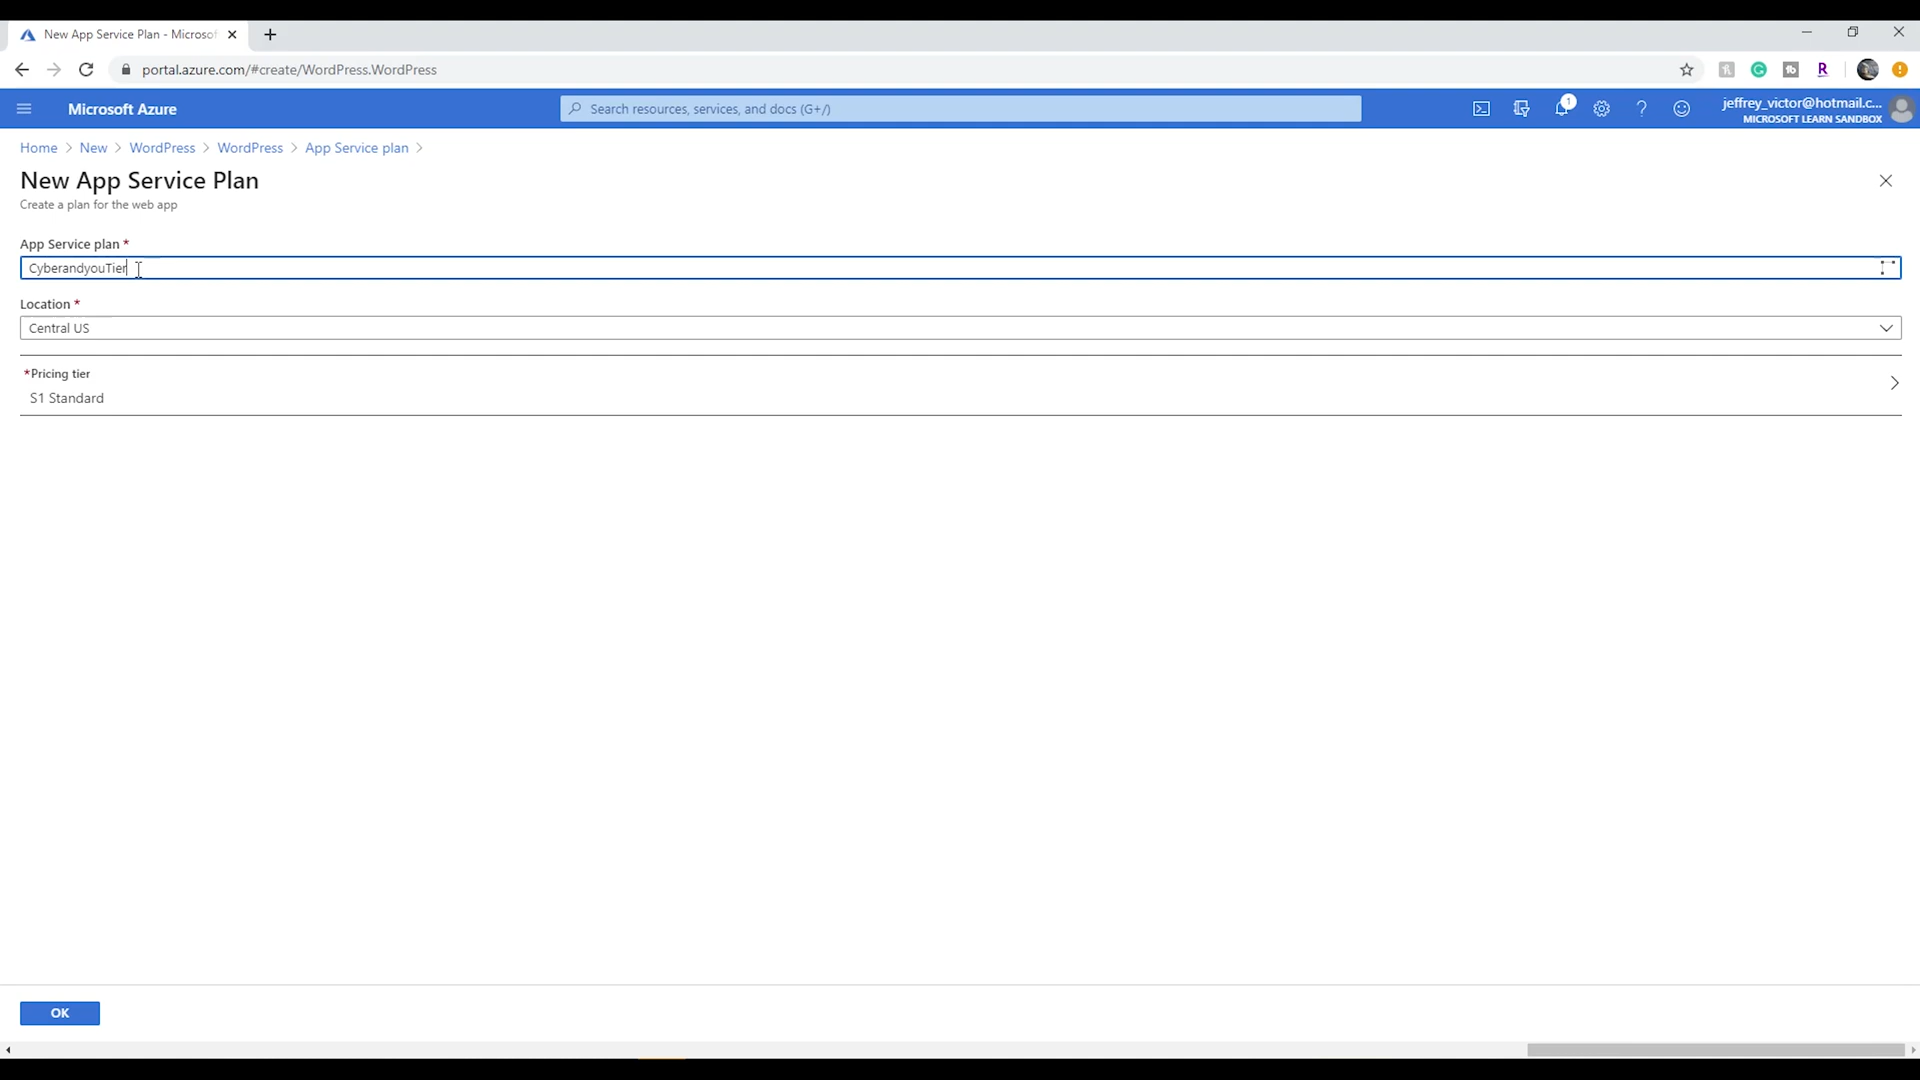 New App Service Plan - Microsof
portal.azure.com/#create/WordPress.WordPress
Microsoft Azure
Search resources, services, and docs (G+/)
1
jeffrey_victor@hotmail.c...
MICROSOFT LEARN SANDBOX
Home > New > WordPress > WordPress > App Service plan >
New App Service Plan
Create a plan for the web app
App Service plan *
CyberandyouTier
Location *
Central US
*Pricing tier
S1 Standard
OK